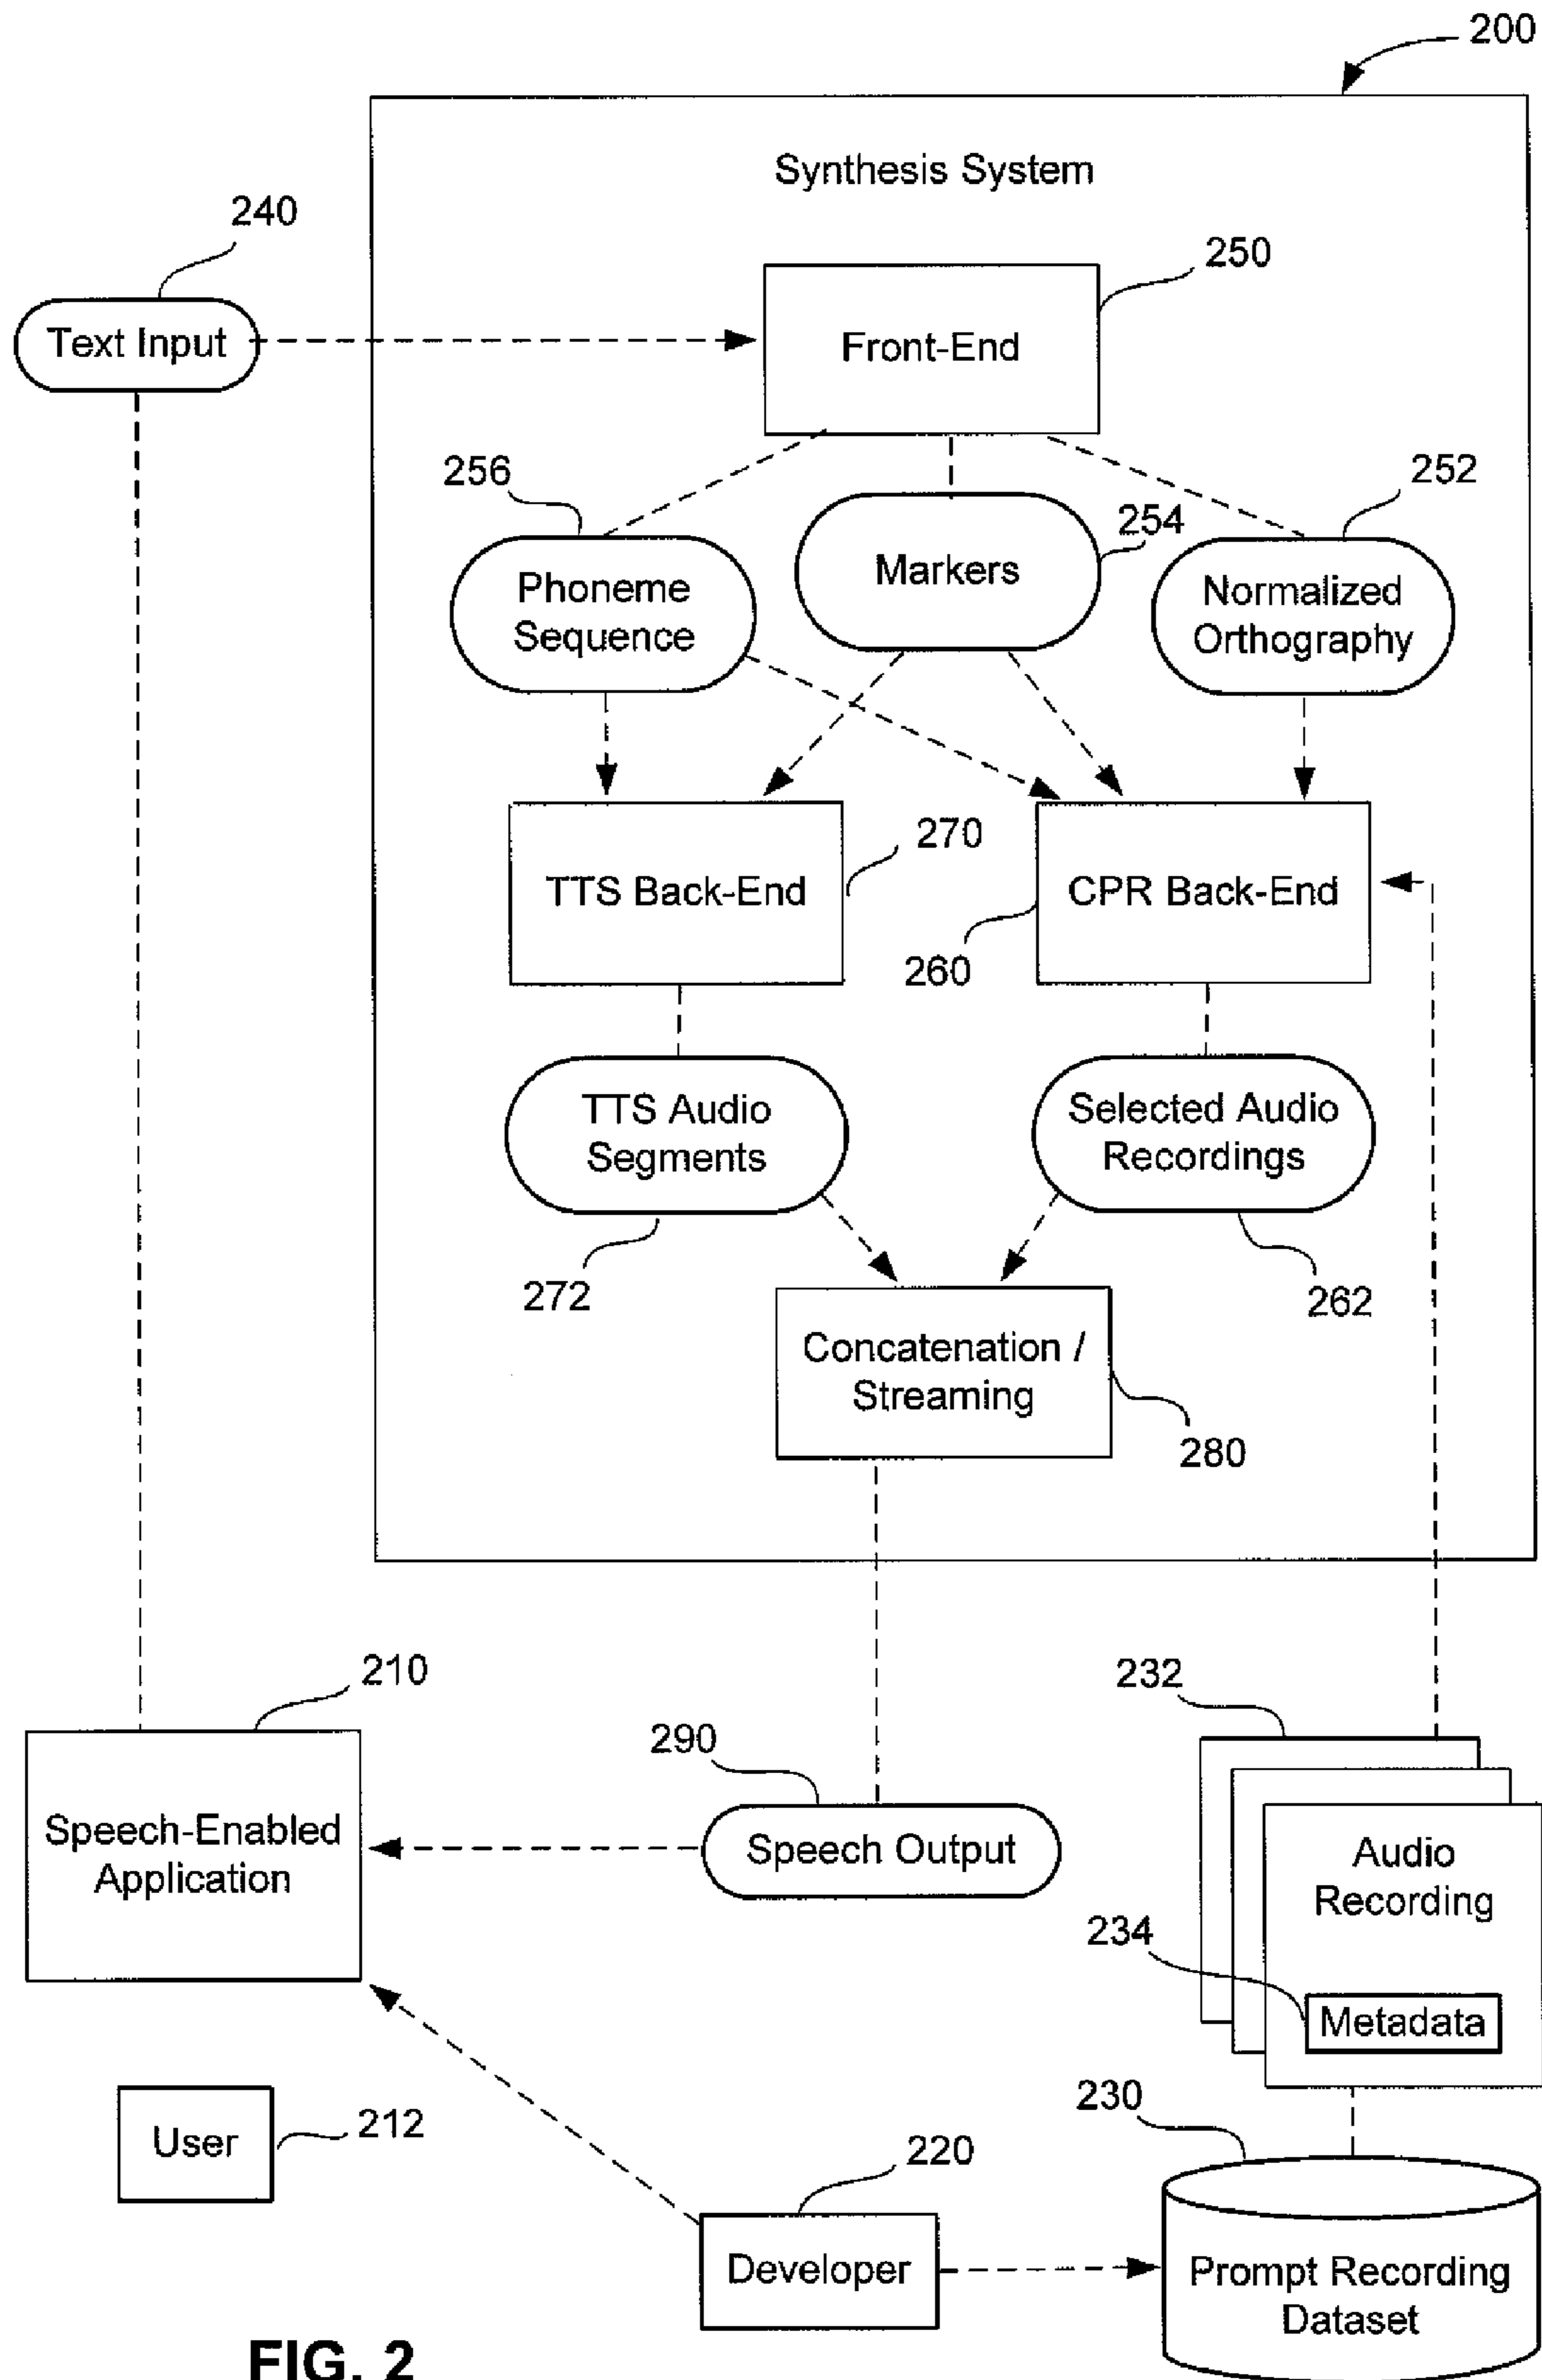 200
Synthesis System
240
250
Text Input
Front-End
256
254
252
Phoneme
Sequence
Markers
Normalized
Orthography
270
TTS Back-End
CPR Back-End
260
TTS Audio
Segments
Selected Audio
Recordings
272
262
Concatenation /
Streaming
280
210
232
290
Speech-Enabled
Application
Speech Output
Audio
Recording
234
Metadata
230
User
212
220
Developer
Prompt Recording
Dataset
FIG. 2